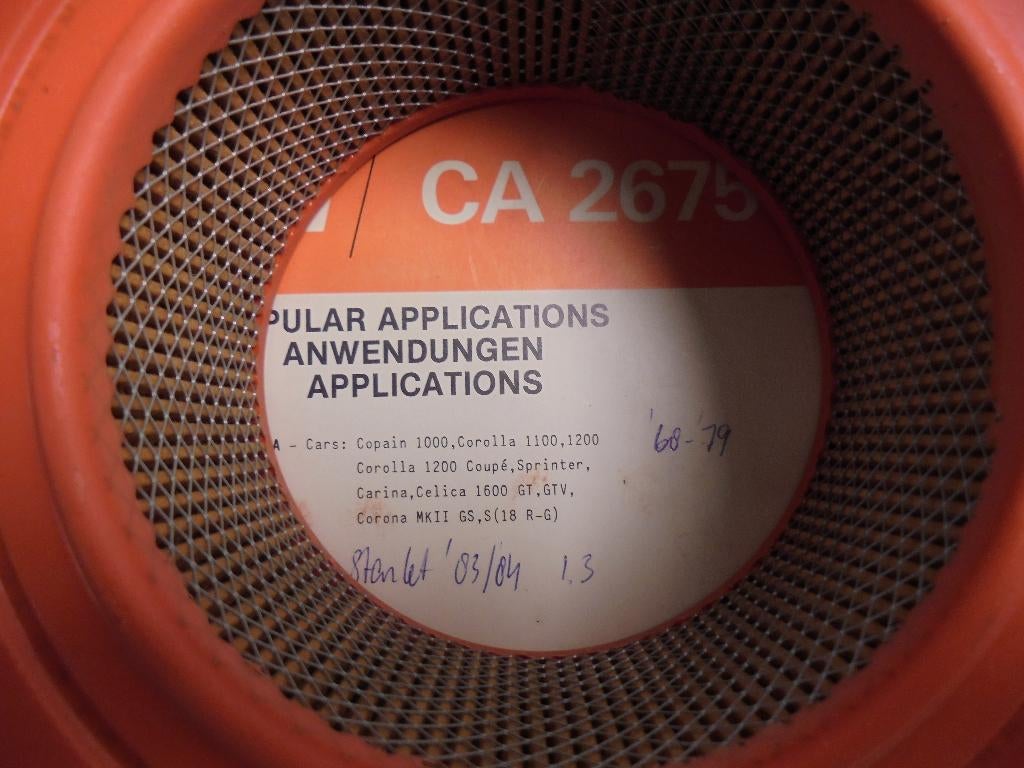 CA 2675
PULAR APPLICATIONS
ANWENDUNGEN
APPLICATIONS
A - Cars: Copain 1000,Corolla 1100,1200 '68-'79
Corolla 1200 Coupé,Sprinter,
Carina,Celica 1600 GT,GTV,
Corona MKII GS,S(18 R-G)
Starlet '83/84 1,3